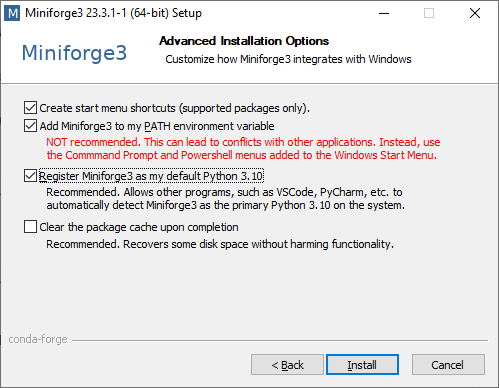 Miniforge3 23.3.1-1 (64-bit) Setup
M
Advanced Installation Options
Miniforge3
Customize how Miniforge3 integrates with Windows
Create start menu shortcuts (supported packages only).
Add Miniforge3 to my PATH environment variable
NOT recommended. This can lead to conflicts with other applications. Instead, use
the Commmand Prompt and Powershell menus added to the Windows Start Menu.
Register Miniforge3 as my default Python 3.10
Recommended. Allows other programs, such as VSCode, PyCharm, etc. to
automatically detect Miniforge3 as the primary Python 3.10 on the system.
Clear the package cache upon completion
Recommended. Recovers some disk space without harming functionality.
conda-forge
< Back
Install
Cancel